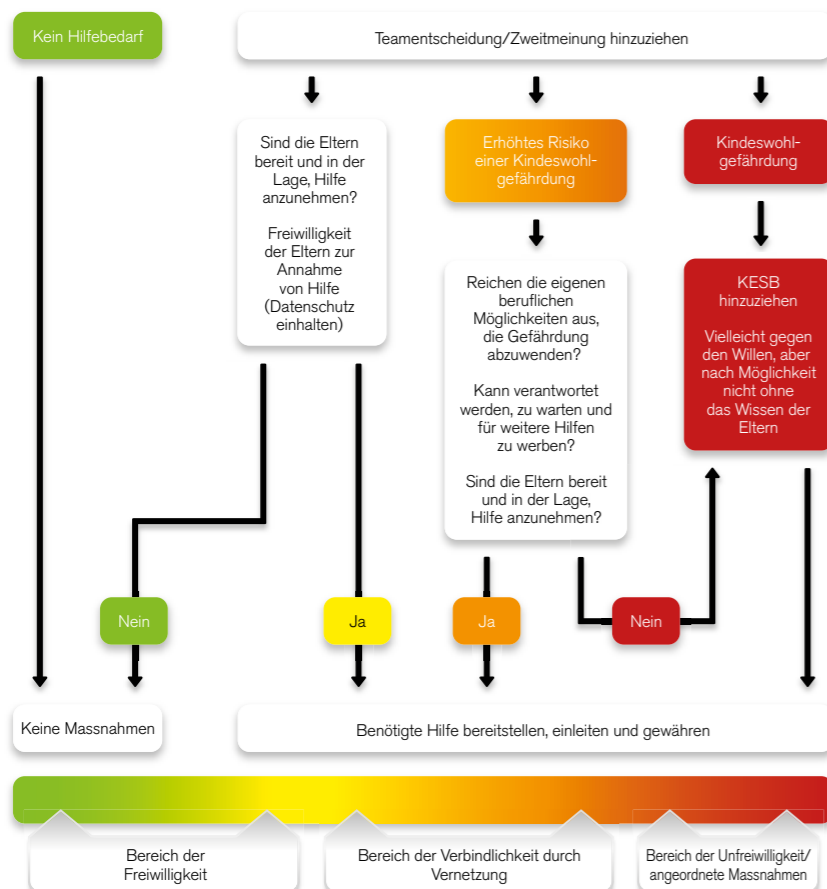 Kein Hilfebedarf
Teamentscheidung/Zweitmeinung hinzuziehen
Sind die Eltern
bereit und in der
Lage, Hilfe
anzunehmen?
Freiwilligkeit
der Eltern zur
Annahme
von Hilfe
(Datenschutz
einhalten)
Erhöhtes Risiko
einer Kindeswohl-
gefährdung
Kindeswohl-
gefährdung
Reichen die eigenen
beruflichen
Möglichkeiten aus,
die Gefährdung
abzuwenden?
Kann verantwortet
werden, zu warten und
für weitere Hilfen
zu werben?
Sind die Eltern bereit
und in der Lage,
Hilfe anzunehmen?
KESB
hinzuziehen
Vielleicht gegen
den Willen, aber
nach Möglichkeit
nicht ohne
das Wissen der
Eltern
Nein
Ja
Ja
Nein
Keine Massnahmen
Benötigte Hilfe bereitstellen, einleiten und gewähren
Bereich der
Freiwilligkeit
Bereich der Verbindlichkeit durch
Vernetzung
Bereich der Unfreiwilligkeit/
angeordnete Massnahmen